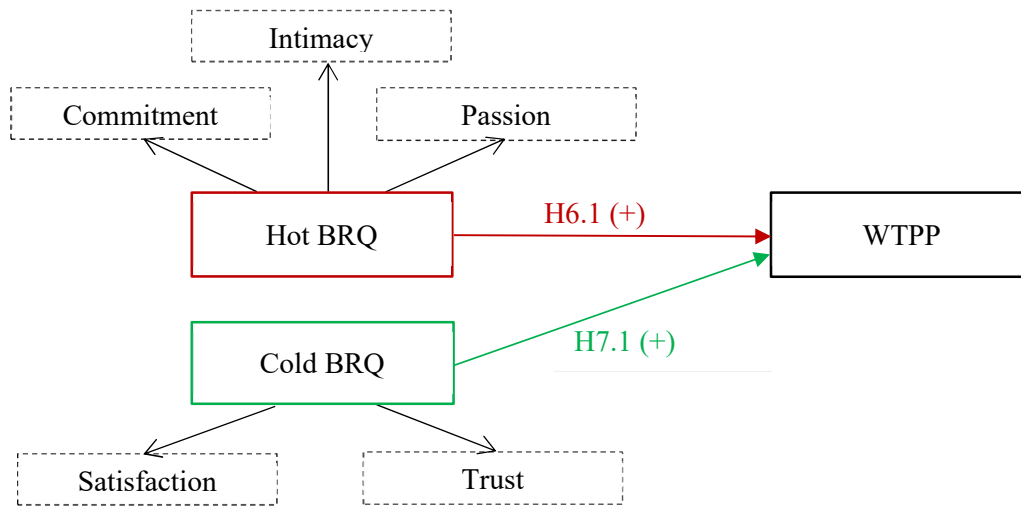 Intimacy
Commitment
Passion
Hot BRQ
H6.1 (+)
WTPP
H7.1 (+)
Cold BRQ
Satisfaction
Trust